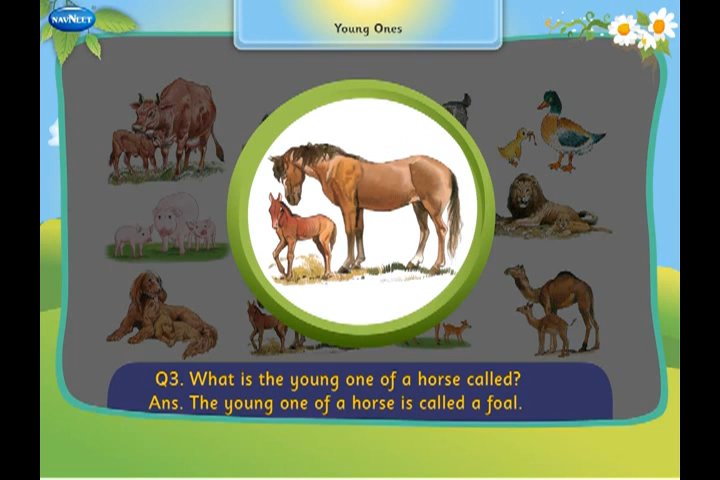 NAVNEET
Young Ones
Q3. What is the young one of a horse called?
Ans. The young one of a horse is called a foal.